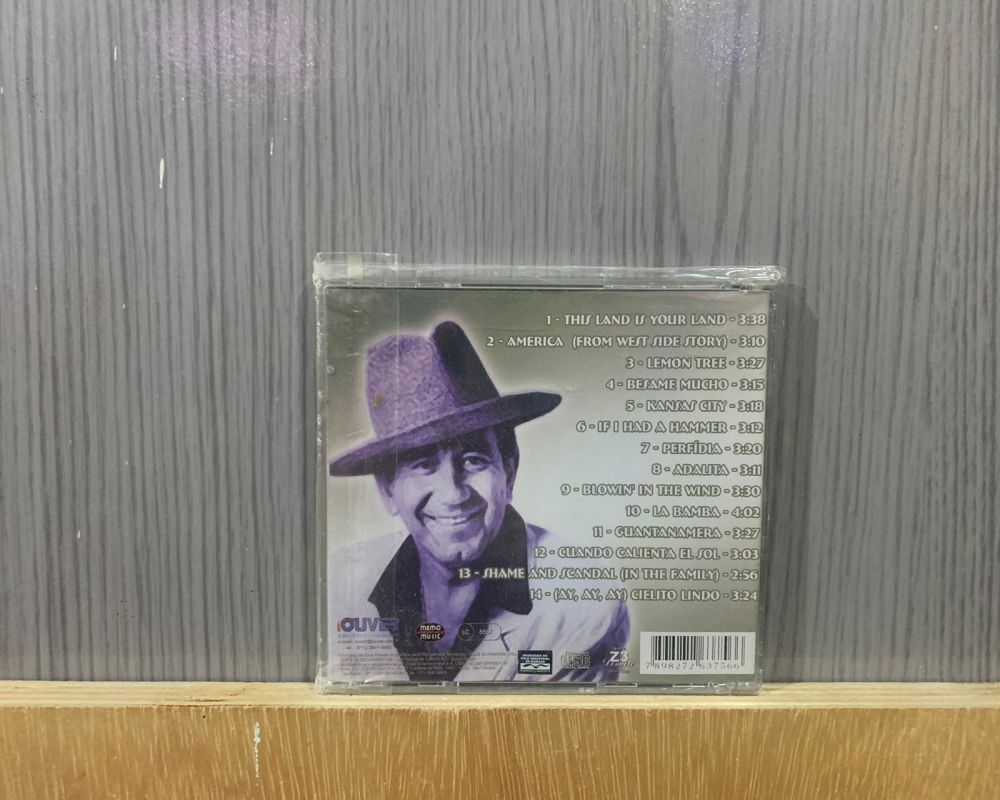 1 - THIS LAND IS YOUR LAND - 3:38
2 - AMERICA (FROM WEST SIDE STORY) - 3:10
3 - LEMON TREE - 3:27
4 - BESAME MUCHO - 3:15
5 - KANSAS CITY - 3:18
6 - IF I HAD A HAMMER - 3:12
7 - PERFÍDIA - 3:20
8 - ADALITA - 3:11
9 - BLOWIN' IN THE WIND - 3:30
10 - LA BAMBA - 4:02
11 - GUANTANAMERA - 3:27
12 - CUANDO CALIENTA EL SOL - 3:03
13 - SHAME AND SCANDAL (IN THE FAMILY) - 2:56
14 - (AY, AY, AY) CIELITO LINDO - 3:24
OUVER
MEMO
MUSIC
LC
Z3
7898272637566